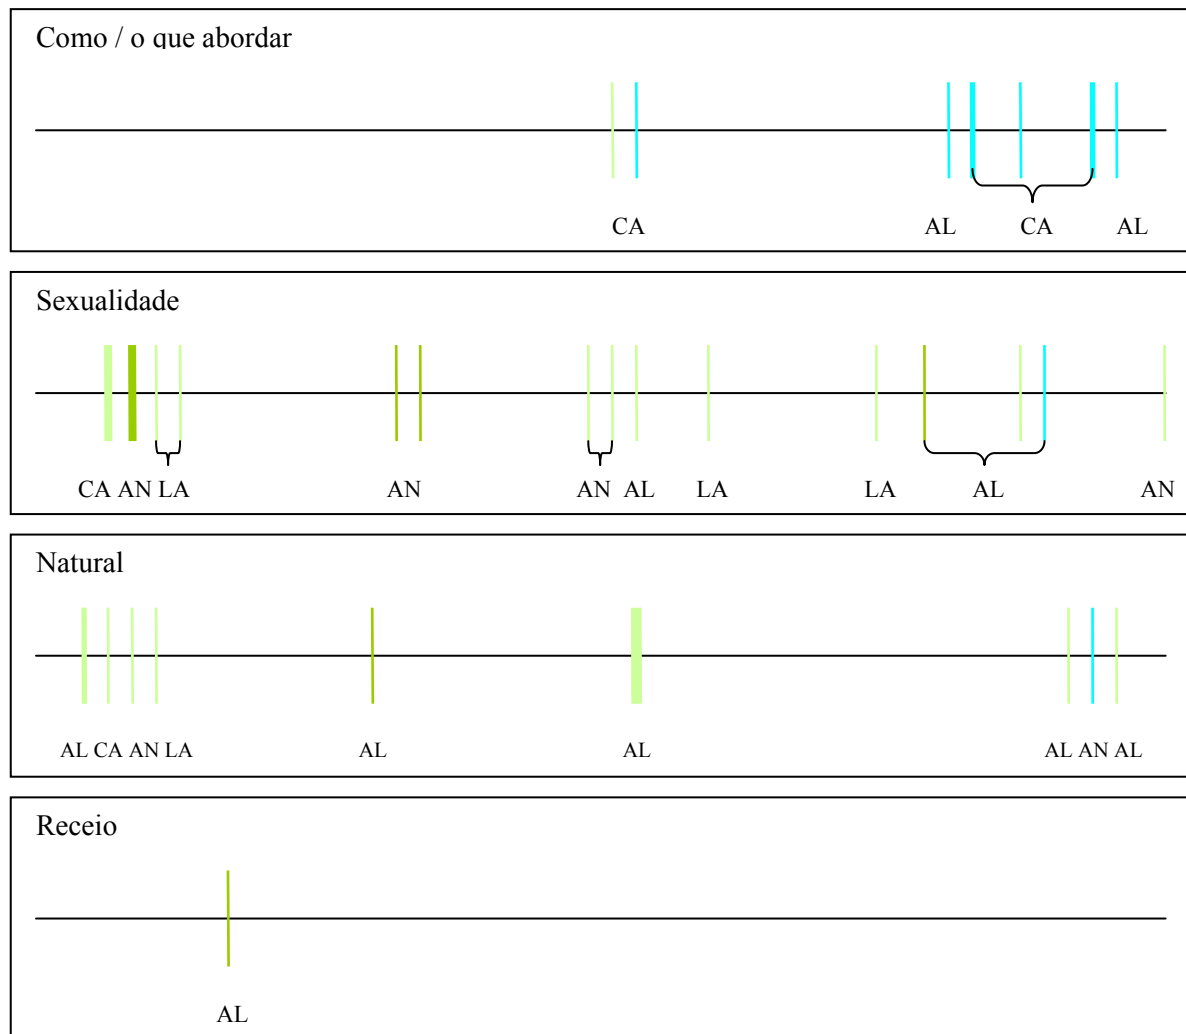 Como / o que abordar
CA AL CA AL
Sexualidade
CA AN LA AN AN AL LA LA AL AN
Natural
AL CA AN LA AL AL AL AN AL
Receio
AL